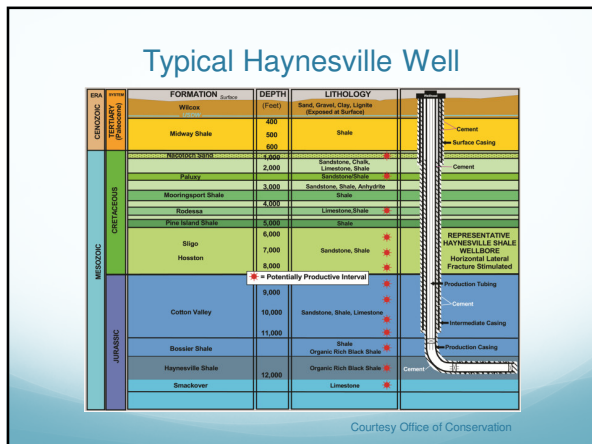 Typical Haynesville Well
ERA
SYSTEM
FORMATION Surface
DEPTH
LITHOLOGY
Wellhead
CENOZOIC
TERTIARY
(Paleocene)
Wilcox
(Feet)
Sand, Gravel, Clay, Lignite
(Exposed at Surface)
400
Midway Shale
500
Shale
600
Cement
Surface Casing
MESOZOIC
CRETACEOUS
Nacotoch Sand
1,000
2,000
Sandstone, Chalk,
Limestone, Shale
Cement
Paluxy
Sandstone/Shale
3,000
Sandstone, Shale, Anhydrite
Mooringsport Shale
Shale
4,000
Rodessa
Limestone,Shale
Pine Island Shale
5,000
Shale
6,000
Sligo
7,000
Sandstone, Shale
Hosston
8,000
REPRESENTATIVE
HAYNESVILLE SHALE
WELLBORE
Horizontal Lateral
Fracture Stimulated
= Potentially Productive Interval
JURASSIC
9,000
Cotton Valley
10,000
Sandstone, Shale, Limestone
11,000
Production Tubing
Cement
Intermediate Casing
Bossier Shale
Shale
Organic Rich Black Shale
Production Casing
Haynesville Shale
12,000
Organic Rich Black Shale
Cement
Smackover
Limestone
Courtesy Office of Conservation